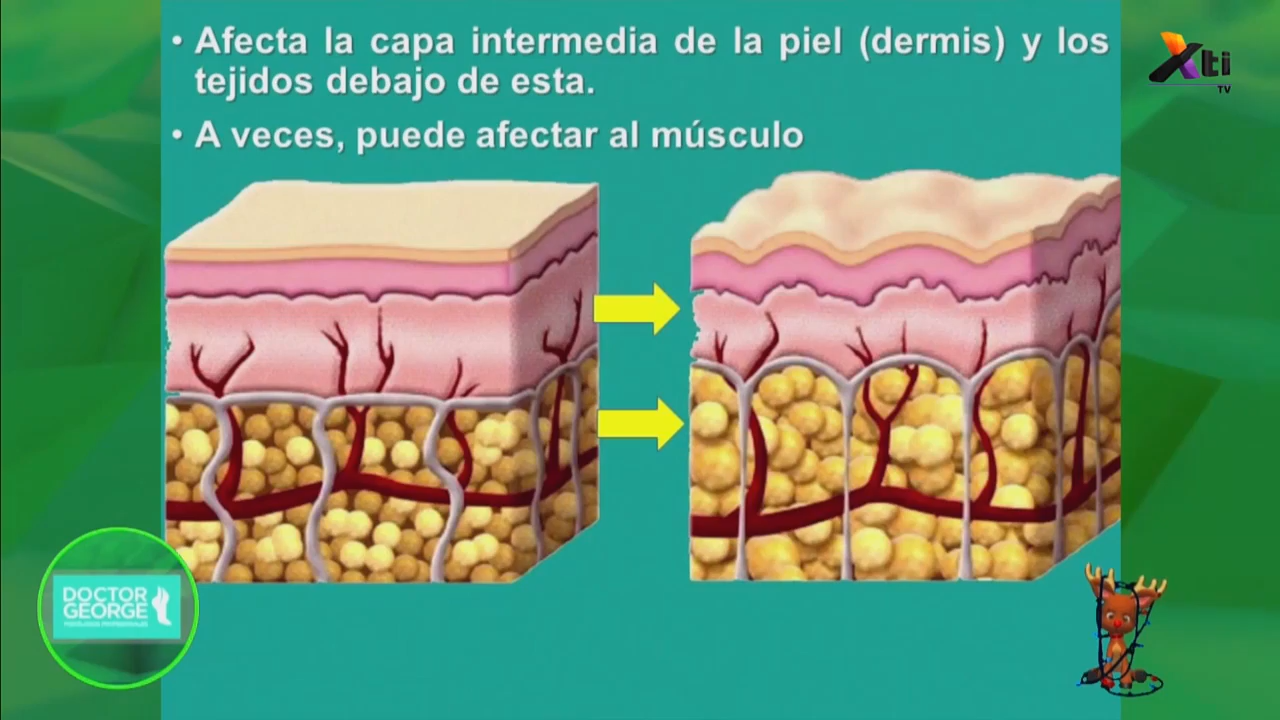 • Afecta la capa intermedia de la piel (dermis) y los
tejidos debajo de esta.
• A veces, puede afectar al músculo
Xti
TV
DOCTOR
GEORGE